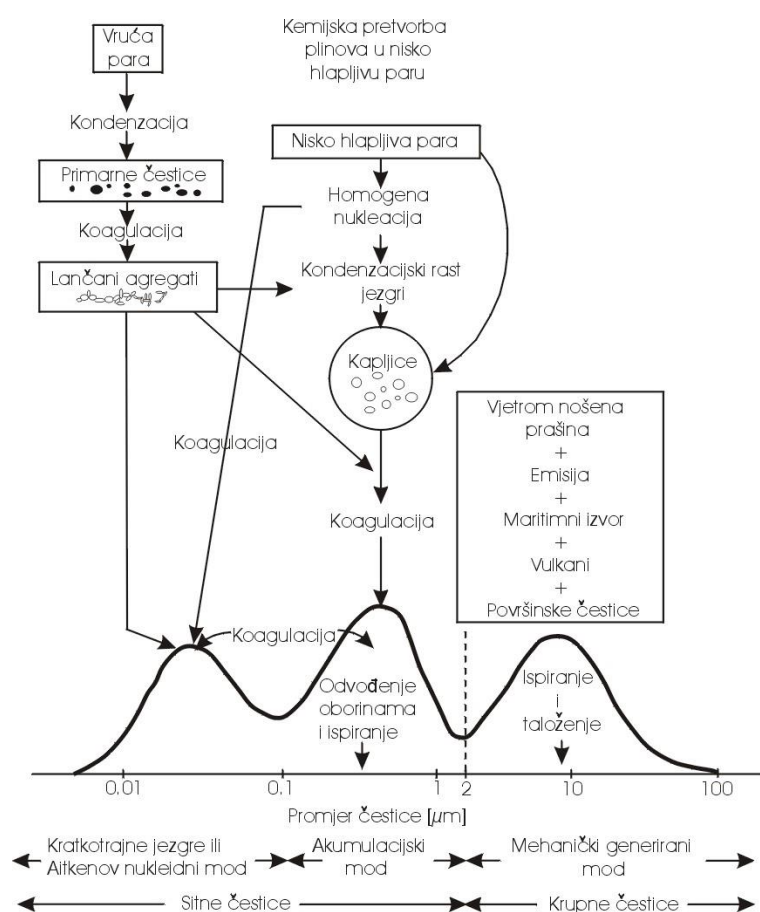 Vruća
para
Kemijska pretvorba
plinova u nisko
hlapljivu paru
Kondenzacija
Nisko hlapljiva para
Primarne čestice
Homogena
nukleacija
Koagulacija
Lančani agregati
Kondenzacijski rast
jezgri
Kapljice
Vjetrom nošena
prašina
+
Emisija
+
Maritimni izvor
+
Vulkani
+
Površinske čestice
Koagulacija
Koagulacija
Koagulacija
Odvođenje
oborinama
i ispiranje
Ispiranje
i
taloženje
0.01 0.1 1 2 10 100
Promjer čestice [µm]
Kratkotrajne jezgre ili
Aitkenov nukleidni mod
Akumulacijski
mod
Mehanički generirani
mod
Sitne čestice
Krupne čestice